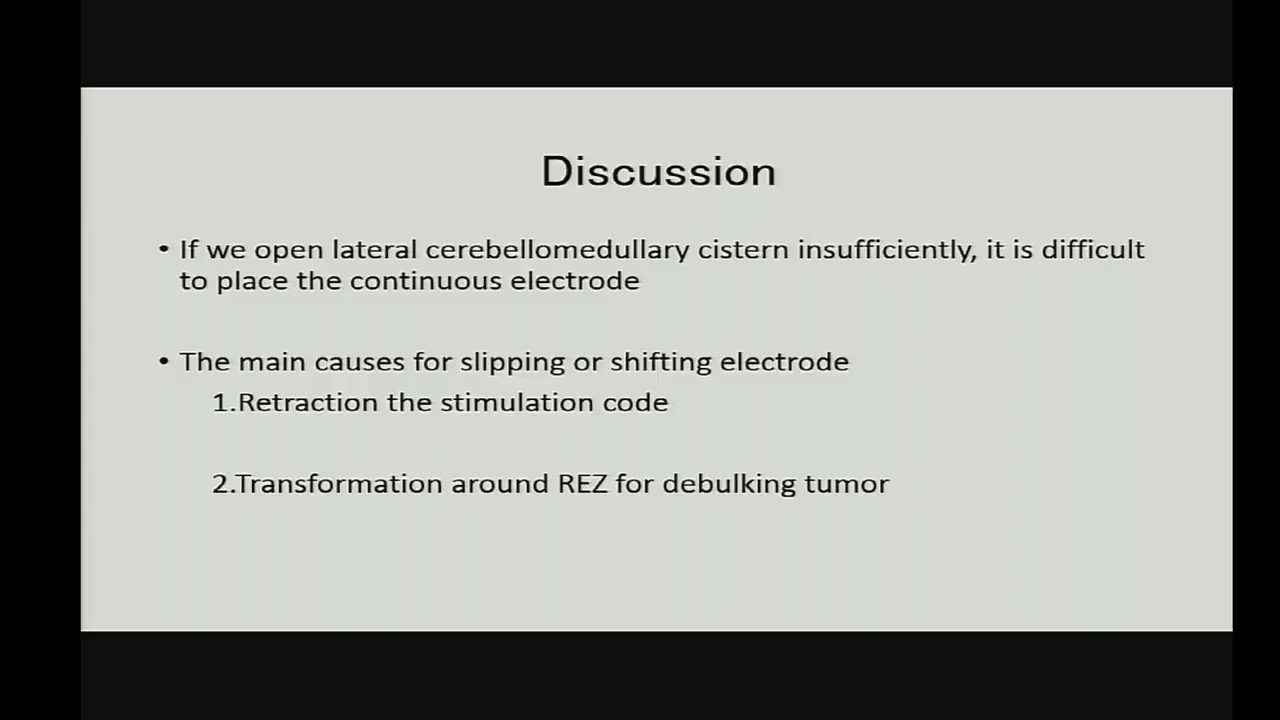 Discussion
• If we open lateral cerebellomedullary cistern insufficiently, it is difficult
to place the continuous electrode
• The main causes for slipping or shifting electrode
1.Retraction the stimulation code
2.Transformation around REZ for debulking tumor